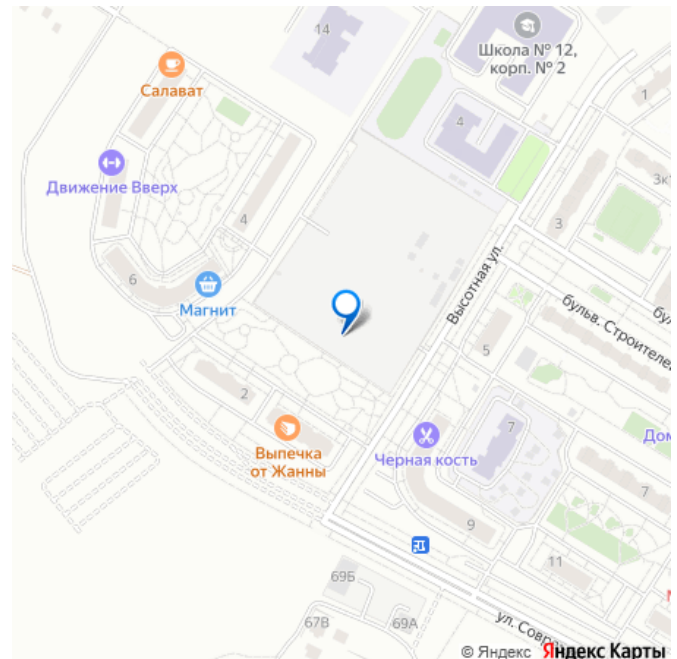 14
Школа № 12,
корп. № 2
Салават
1
4
Движение Вверх
3к
4
3
6
Магнит
Высотная ул.
бульв. Строителе
5
2
7
Дом
Выпечка
от Жанны
Черная кость
7
9
11
69Б
67В
69А
ул. Совр
© Яндекс Яндекс Карты